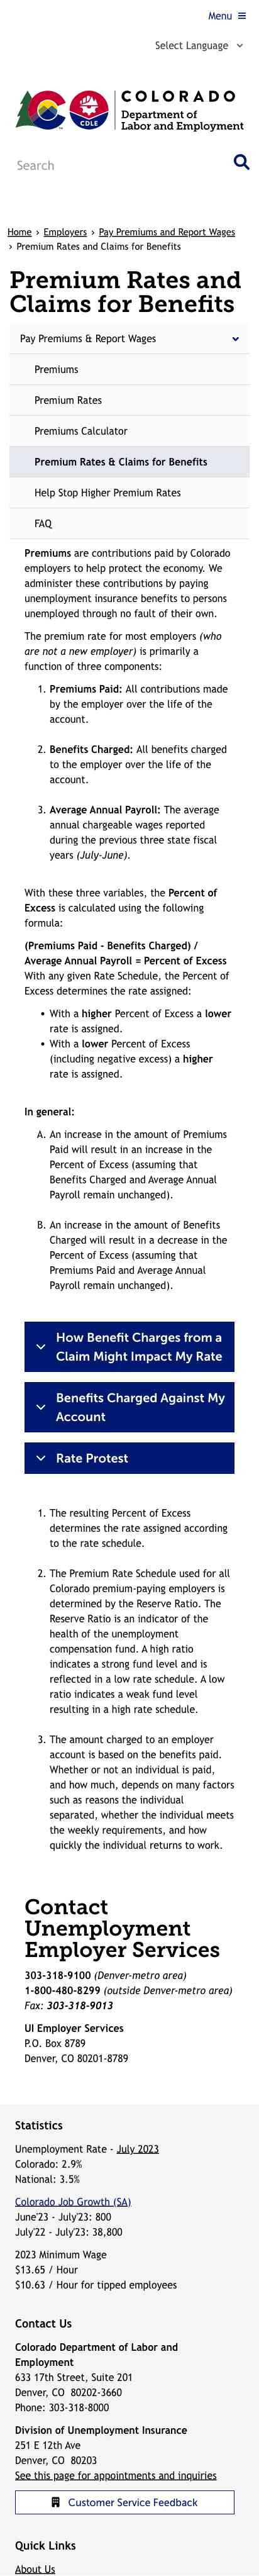 Menu
Select Language
CDLE
COLORADO
Department of
Labor and Employment
Search
Home › Employers › Pay Premiums and Report Wages
› Premium Rates and Claims for Benefits
Premium Rates and
Claims for Benefits
Pay Premiums & Report Wages
Premiums
Premium Rates
Premiums Calculator
Premium Rates & Claims for Benefits
Help Stop Higher Premium Rates
FAQ
Premiums are contributions paid by Colorado
employers to help protect the economy. We
administer these contributions by paying
unemployment insurance benefits to persons
unemployed through no fault of their own.
The premium rate for most employers (who
are not a new employer) is primarily a
function of three components:
1. Premiums Paid: All contributions made
by the employer over the life of the
account.
2. Benefits Charged: All benefits charged
to the employer over the life of the
account.
3. Average Annual Payroll: The average
annual chargeable wages reported
during the previous three state fiscal
years (July-June).
With these three variables, the Percent of
Excess is calculated using the following
formula:
(Premiums Paid - Benefits Charged) /
Average Annual Payroll = Percent of Excess
With any given Rate Schedule, the Percent of
Excess determines the rate assigned:
• With a higher Percent of Excess a lower
rate is assigned.
• With a lower Percent of Excess
(including negative excess) a higher
rate is assigned.
In general:
A. An increase in the amount of Premiums
Paid will result in an increase in the
Percent of Excess (assuming that
Benefits Charged and Average Annual
Payroll remain unchanged).
B. An increase in the amount of Benefits
Charged will result in a decrease in the
Percent of Excess (assuming that
Premiums Paid and Average Annual
Payroll remain unchanged).
How Benefit Charges from a
Claim Might Impact My Rate
Benefits Charged Against My
Account
Rate Protest
1. The resulting Percent of Excess
determines the rate assigned according
to the rate schedule.
2. The Premium Rate Schedule used for all
Colorado premium-paying employers is
determined by the Reserve Ratio. The
Reserve Ratio is an indicator of the
health of the unemployment
compensation fund. A high ratio
indicates a strong fund level and is
reflected in a low rate schedule. A low
ratio indicates a weak fund level
resulting in a high rate schedule.
3. The amount charged to an employer
account is based on the benefits paid.
Whether or not an individual is paid,
and how much, depends on many factors
such as reasons the individual
separated, whether the individual meets
the weekly requirements, and how
quickly the individual returns to work.
Contact
Unemployment
Employer Services
303-318-9100 (Denver-metro area)
1-800-480-8299 (outside Denver-metro area)
Fax: 303-318-9013
UI Employer Services
P.O. Box 8789
Denver, CO 80201-8789
Statistics
Unemployment Rate - July 2023
Colorado: 2.9%
National: 3.5%
Colorado Job Growth (SA)
June'23 - July'23: 800
July'22 - July'23: 38,800
2023 Minimum Wage
$13.65 / Hour
$10.63 / Hour for tipped employees
Contact Us
Colorado Department of Labor and
Employment
633 17th Street, Suite 201
Denver, CO 80202-3660
Phone: 303-318-8000
Division of Unemployment Insurance
251 E 12th Ave
Denver, CO 80203
See this page for appointments and inquiries
Customer Service Feedback
Quick Links
About Us